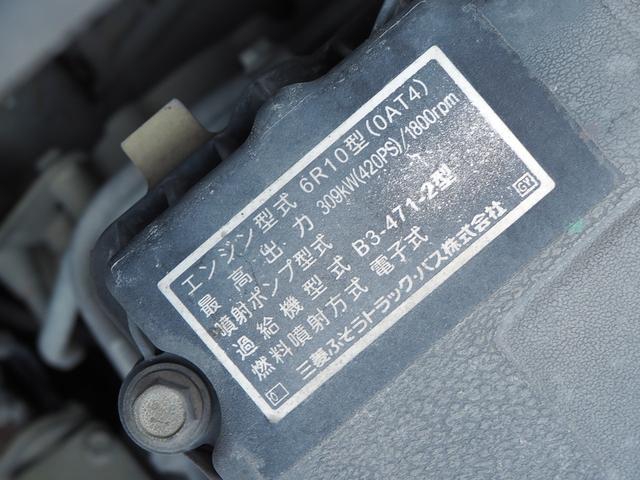 エンジン型式 6R10型(0AT4)
最高出力 309kW(420PS)/1800rpm
噴射ポンプ型式
過給機型式 B3-471-2型
燃料噴射方式 電子式
三菱ふそうトラック・バス株式会社